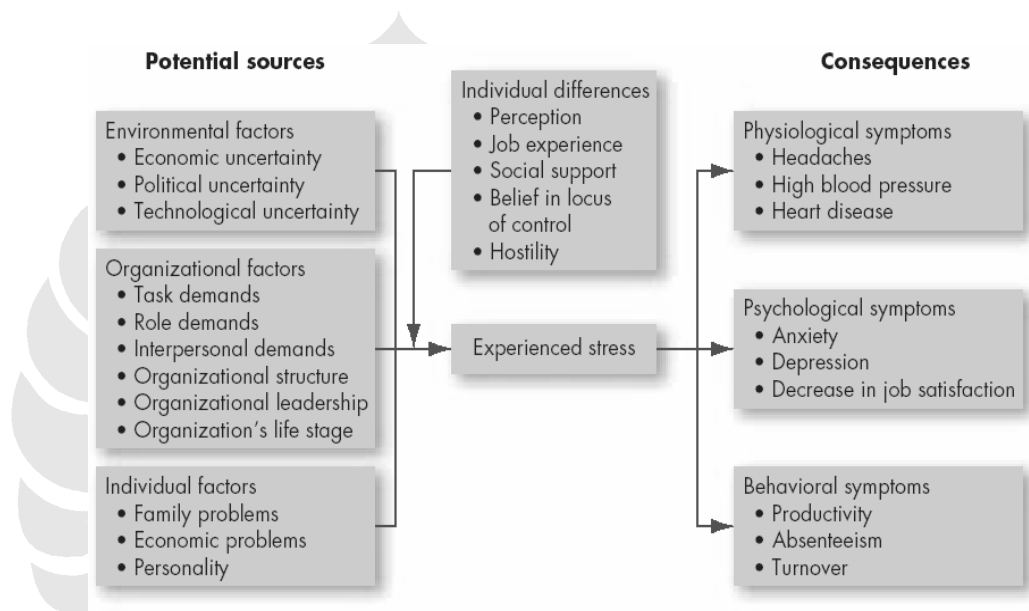 Potential sources
Environmental factors
• Economic uncertainty
• Political uncertainty
• Technological uncertainty
Organizational factors
• Task demands
• Role demands
• Interpersonal demands
• Organizational structure
• Organizational leadership
• Organization's life stage
Individual factors
• Family problems
• Economic problems
• Personality
Individual differences
• Perception
• Job experience
• Social support
• Belief in locus
of control
• Hostility
Experienced stress
Consequences
Physiological symptoms
• Headaches
• High blood pressure
• Heart disease
Psychological symptoms
• Anxiety
• Depression
• Decrease in job satisfaction
Behavioral symptoms
• Productivity
• Absenteeism
• Turnover